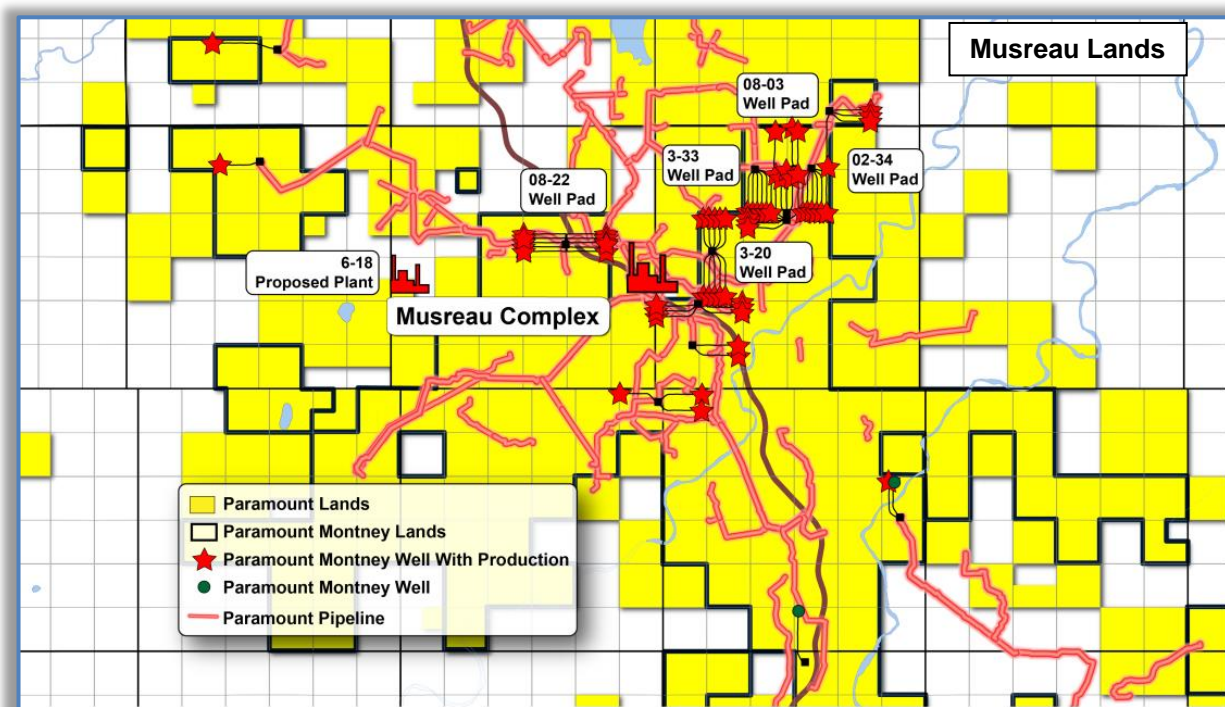 Musreau Lands
08-03
Well Pad
3-33
Well Pad
02-34
Well Pad
08-22
Well Pad
3-20
Well Pad
6-18
Proposed Plant
Musreau Complex
Paramount Lands
Paramount Montney Lands
Paramount Montney Well With Production
Paramount Montney Well
Paramount Pipeline